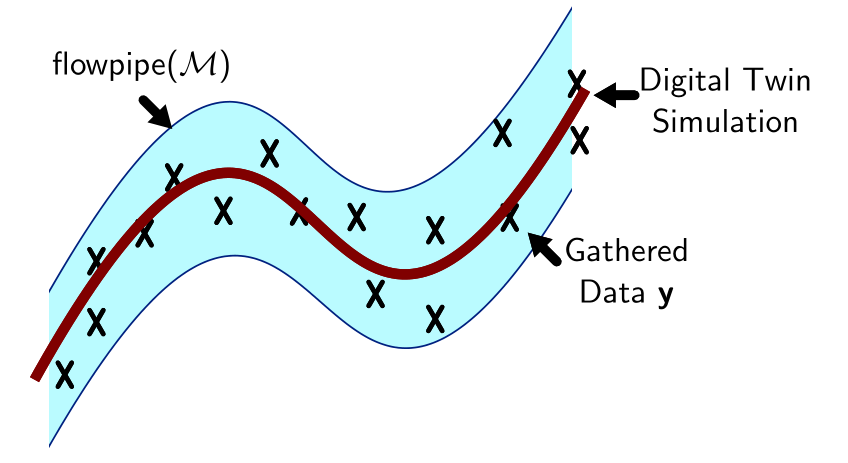 flowpipe(ℳ)
Digital Twin
Simulation
Gathered
Data y